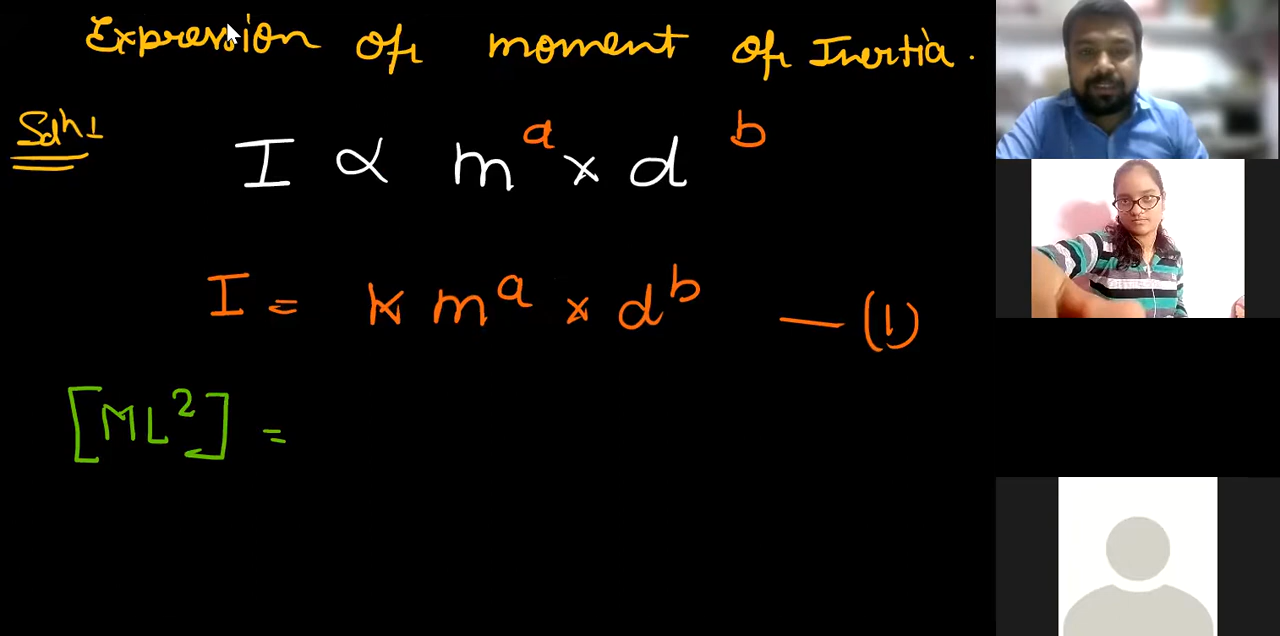 Expression of moment of Inertia.
Soln
I ∝ m^a × d^b
I = k m^a × d^b — (1)
[ML^2] =